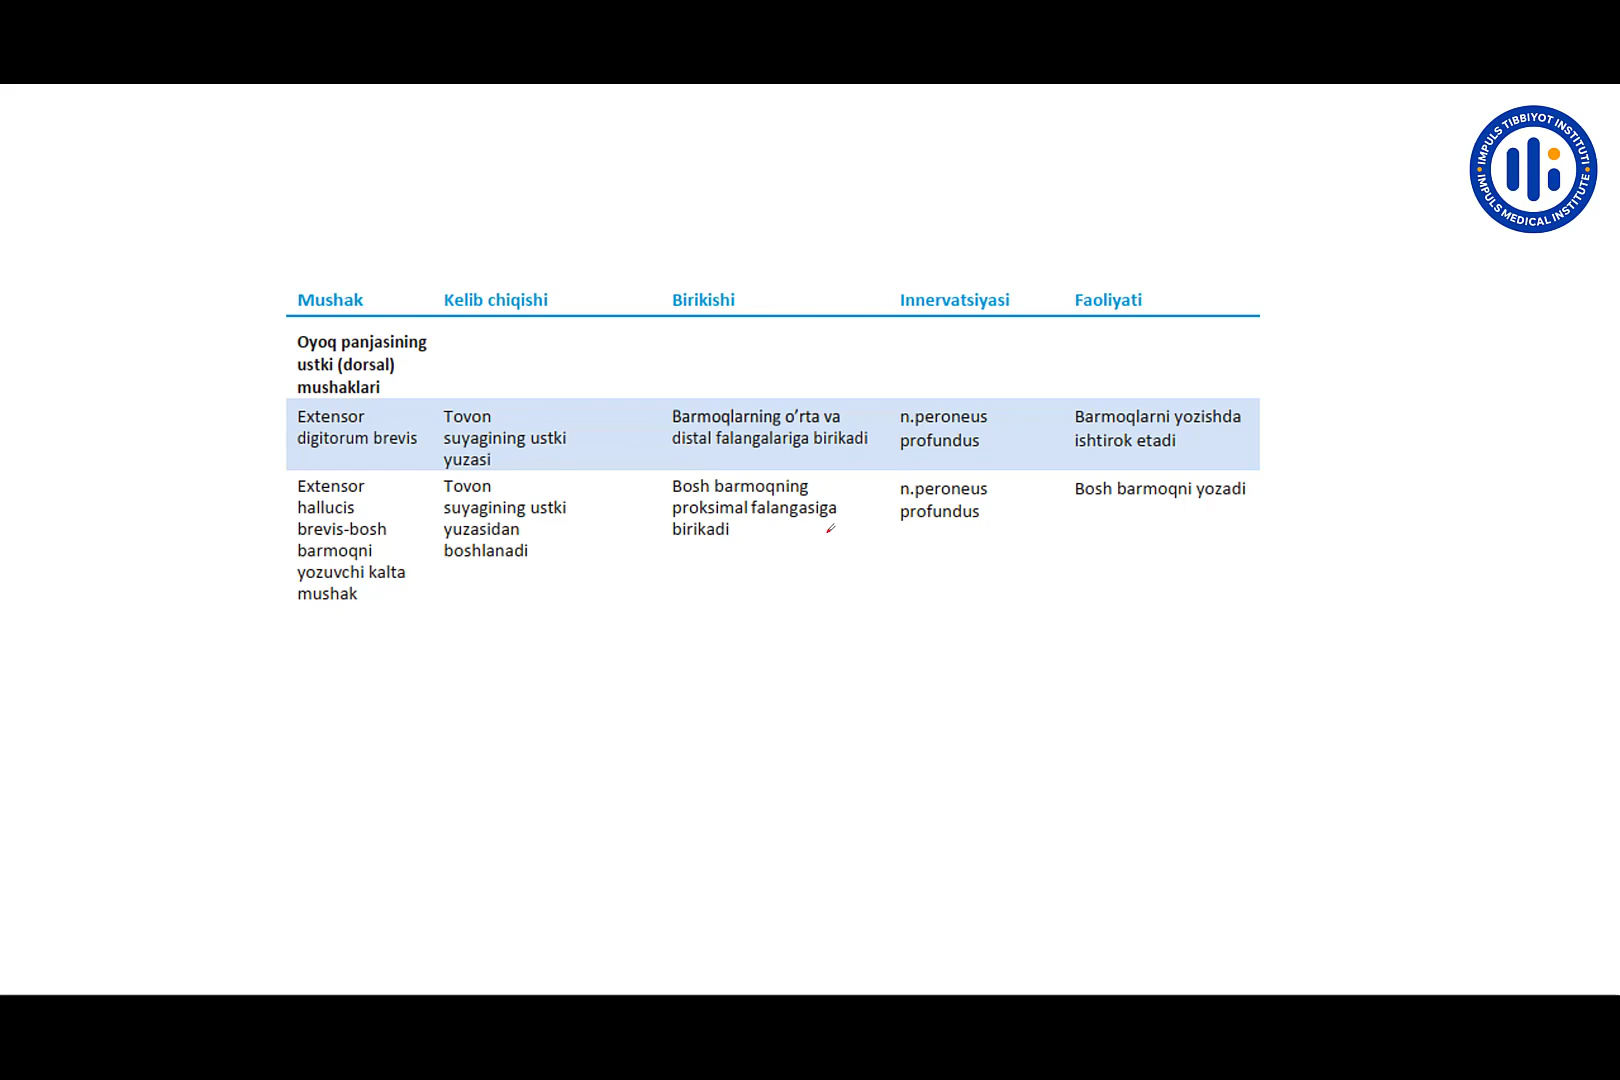 IMPULS TIBBIYOT INSTITUTI
IMPULS MEDICAL INSTITUTE
Mushak Kelib chiqishi Birikishi Innervatsiyasi Faoliyati
Oyoq panjasining
ustki (dorsal)
mushaklari
Extensor
digitorum brevis
Tovon
suyagining ustki
yuzasi
Barmoqlarning o‘rta va
distal falangalariga birikadi
n.peroneus
profundus
Barmoqlarni yozishda
ishtirok etadi
Extensor
hallucis
brevis-bosh
barmoqni
yozuvchi kalta
mushak
Tovon
suyagining ustki
yuzasidan
boshlanadi
Bosh barmoqning
proksimal falangasiga
birikadi
n.peroneus
profundus
Bosh barmoqni yozadi